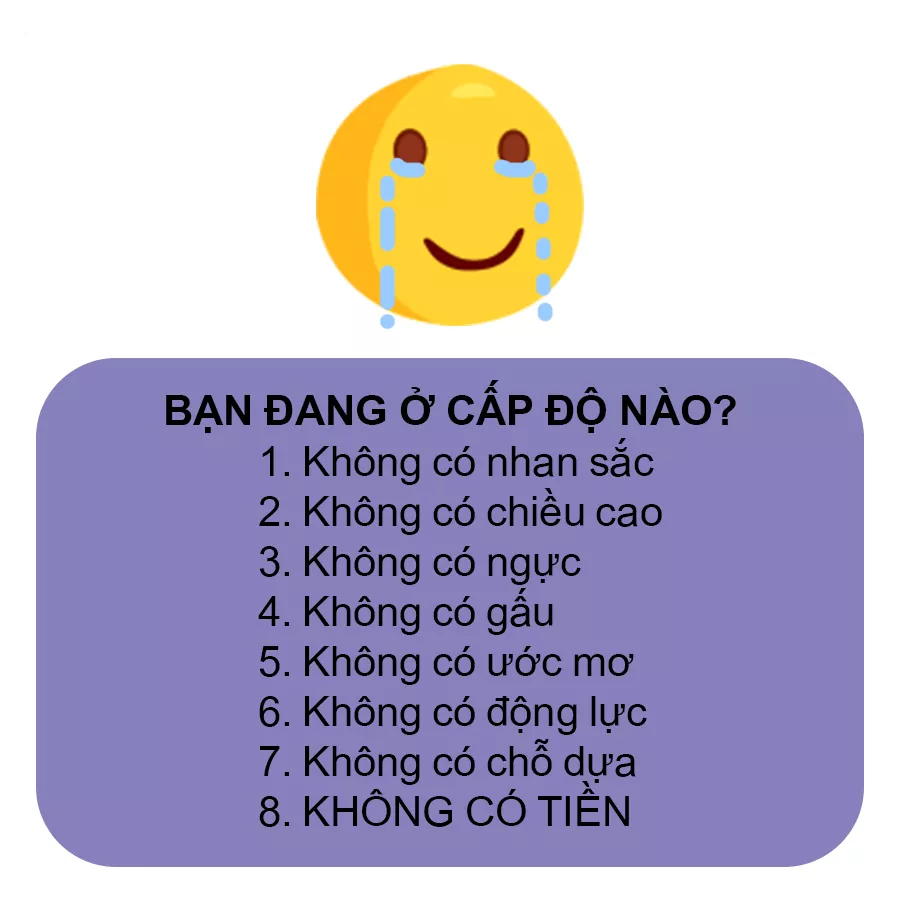 BẠN ĐANG Ở CẤP ĐỘ NÀO?
1. Không có nhan sắc
2. Không có chiều cao
3. Không có ngực
4. Không có gấu
5. Không có ước mơ
6. Không có động lực
7. Không có chỗ dựa
8. KHÔNG CÓ TIỀN